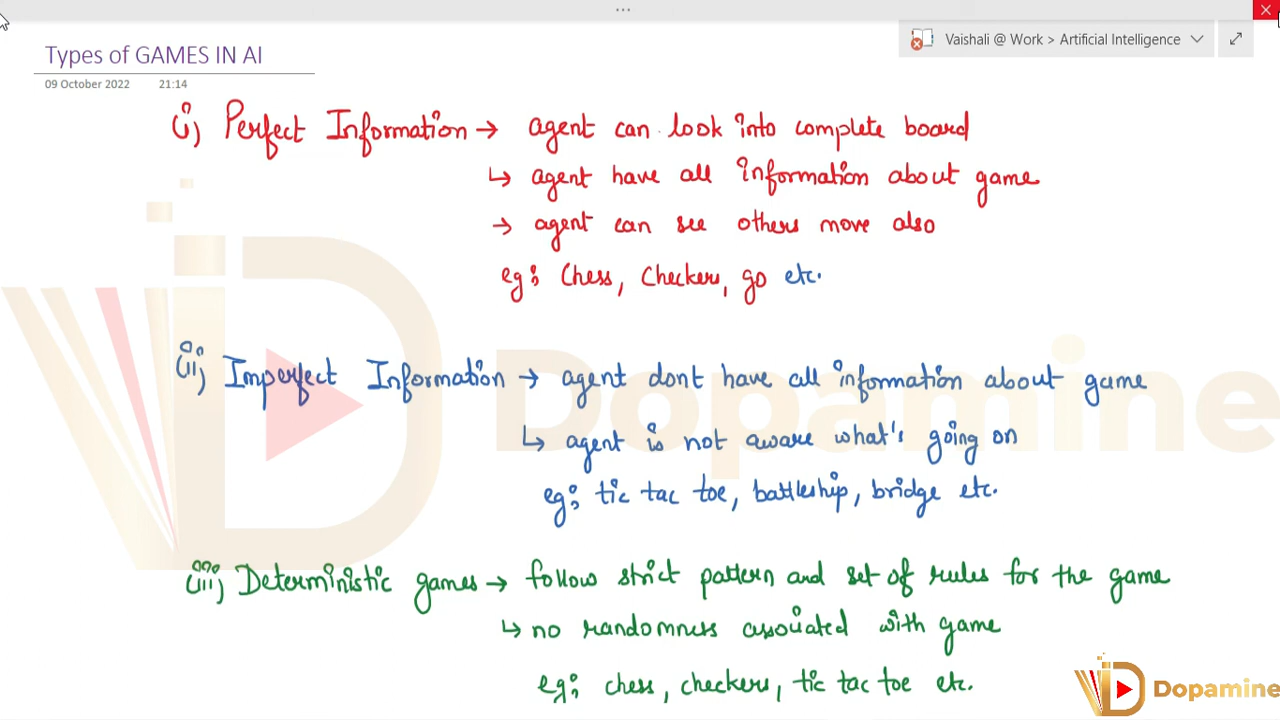 ...
Vaishali @ Work > Artificial Intelligence
Types of GAMES IN AI
09 October 2022 21:14
i) Perfect Information → agent can look into complete board
↳ agent have all information about game
→ agent can see others move also
eg: Chess, Checkers, go etc.
ii) Imperfect Information → agent dont have all information about game
↳ agent is not aware what's going on
eg: tic tac toe, battleship, bridge etc.
iii) Deterministic games → follow strict pattern and set of rules for the game
↳ no randomness associated with game
eg: chess, checkers, tic tac toe etc.
Dopamine
Dopamine